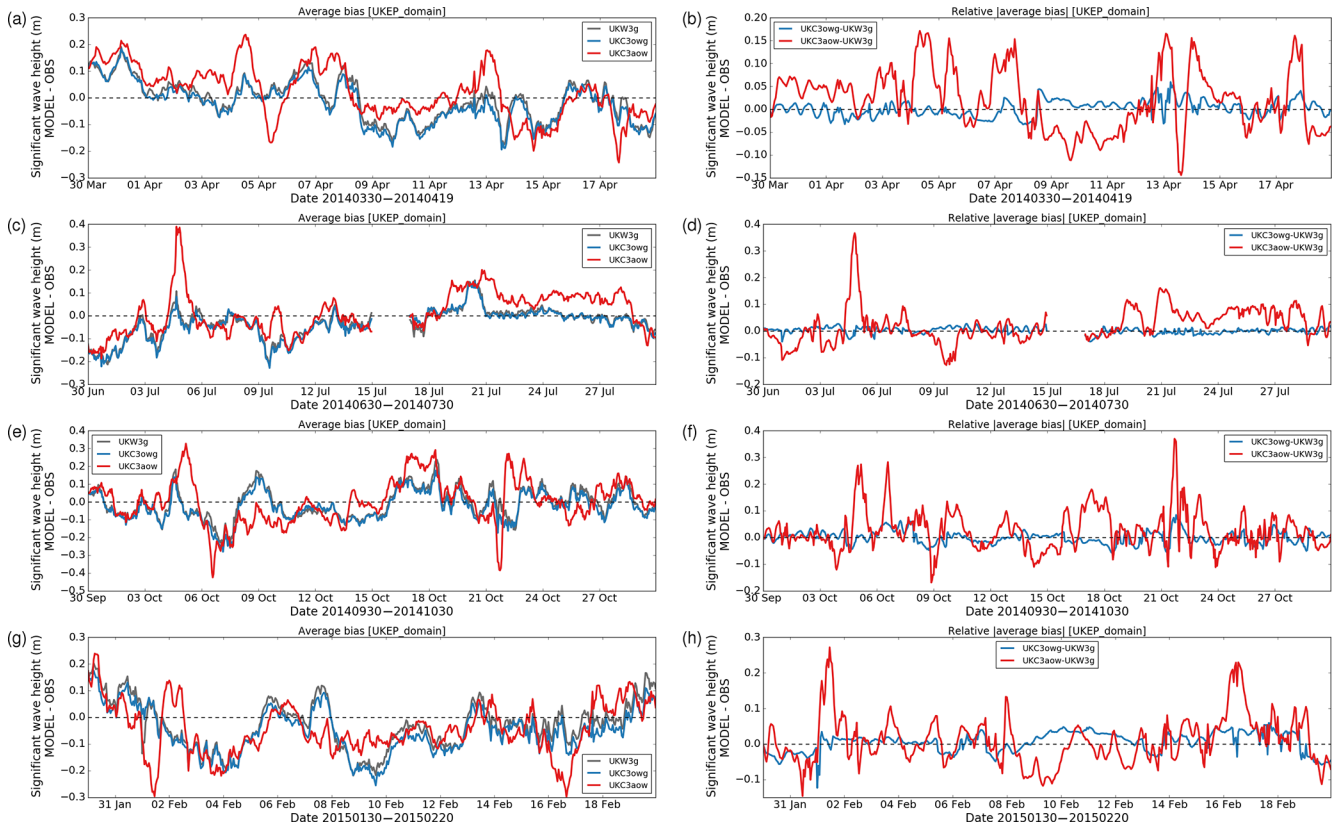 (a)
Average bias [UKEP_domain]
Significant wave height (m)
MODEL - OBS
0.3
0.2
0.1
0.0
−0.1
−0.2
−0.3
UKW3g
UKC3owg
UKC3aow
30 Mar 01 Apr 03 Apr 05 Apr 07 Apr 09 Apr 11 Apr 13 Apr 15 Apr 17 Apr
Date 20140330−20140419
(b)
Relative |average bias| [UKEP_domain]
Significant wave height (m)
MODEL - OBS
0.20
0.15
0.10
0.05
0.00
−0.05
−0.10
−0.15
UKC3owg-UKW3g
UKC3aow-UKW3g
30 Mar 01 Apr 03 Apr 05 Apr 07 Apr 09 Apr 11 Apr 13 Apr 15 Apr 17 Apr
Date 20140330−20140419
(c)
Average bias [UKEP_domain]
Significant wave height (m)
MODEL - OBS
0.4
0.3
0.2
0.1
0.0
−0.1
−0.2
−0.3
UKW3g
UKC3owg
UKC3aow
30 Jun 03 Jul 06 Jul 09 Jul 12 Jul 15 Jul 18 Jul 21 Jul 24 Jul 27 Jul
Date 20140630−20140730
(d)
Relative |average bias| [UKEP_domain]
Significant wave height (m)
MODEL - OBS
0.4
0.3
0.2
0.1
0.0
−0.1
−0.2
UKC3owg-UKW3g
UKC3aow-UKW3g
30 Jun 03 Jul 06 Jul 09 Jul 12 Jul 15 Jul 18 Jul 21 Jul 24 Jul 27 Jul
Date 20140630−20140730
(e)
Average bias [UKEP_domain]
Significant wave height (m)
MODEL - OBS
0.4
0.3
0.2
0.1
0.0
−0.1
−0.2
−0.3
−0.4
−0.5
UKW3g
UKC3owg
UKC3aow
30 Sep 03 Oct 06 Oct 09 Oct 12 Oct 15 Oct 18 Oct 21 Oct 24 Oct 27 Oct
Date 20140930−20141030
(f)
Relative |average bias| [UKEP_domain]
Significant wave height (m)
MODEL - OBS
0.4
0.3
0.2
0.1
0.0
−0.1
−0.2
UKC3owg-UKW3g
UKC3aow-UKW3g
30 Sep 03 Oct 06 Oct 09 Oct 12 Oct 15 Oct 18 Oct 21 Oct 24 Oct 27 Oct
Date 20140930−20141030
(g)
Average bias [UKEP_domain]
Significant wave height (m)
MODEL - OBS
0.3
0.2
0.1
0.0
−0.1
−0.2
−0.3
UKW3g
UKC3owg
UKC3aow
31 Jan 02 Feb 04 Feb 06 Feb 08 Feb 10 Feb 12 Feb 14 Feb 16 Feb 18 Feb
Date 20150130−20150220
(h)
Relative |average bias| [UKEP_domain]
Significant wave height (m)
MODEL - OBS
0.3
0.2
0.1
0.0
−0.1
UKC3owg-UKW3g
UKC3aow-UKW3g
31 Jan 02 Feb 04 Feb 06 Feb 08 Feb 10 Feb 12 Feb 14 Feb 16 Feb 18 Feb
Date 20150130−20150220